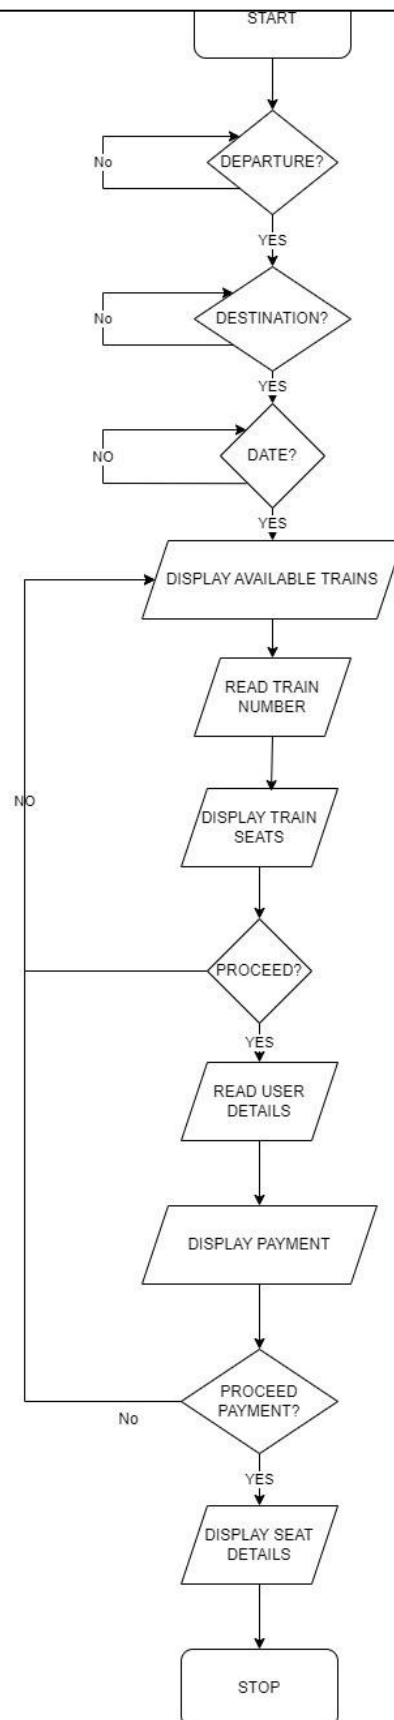 START
No
DEPARTURE?
YES
No
DESTINATION?
YES
NO
DATE?
YES
DISPLAY AVAILABLE TRAINS
READ TRAIN
NUMBER
NO
DISPLAY TRAIN
SEATS
PROCEED?
YES
READ USER
DETAILS
DISPLAY PAYMENT
PROCEED
PAYMENT?
No
YES
DISPLAY SEAT
DETAILS
STOP